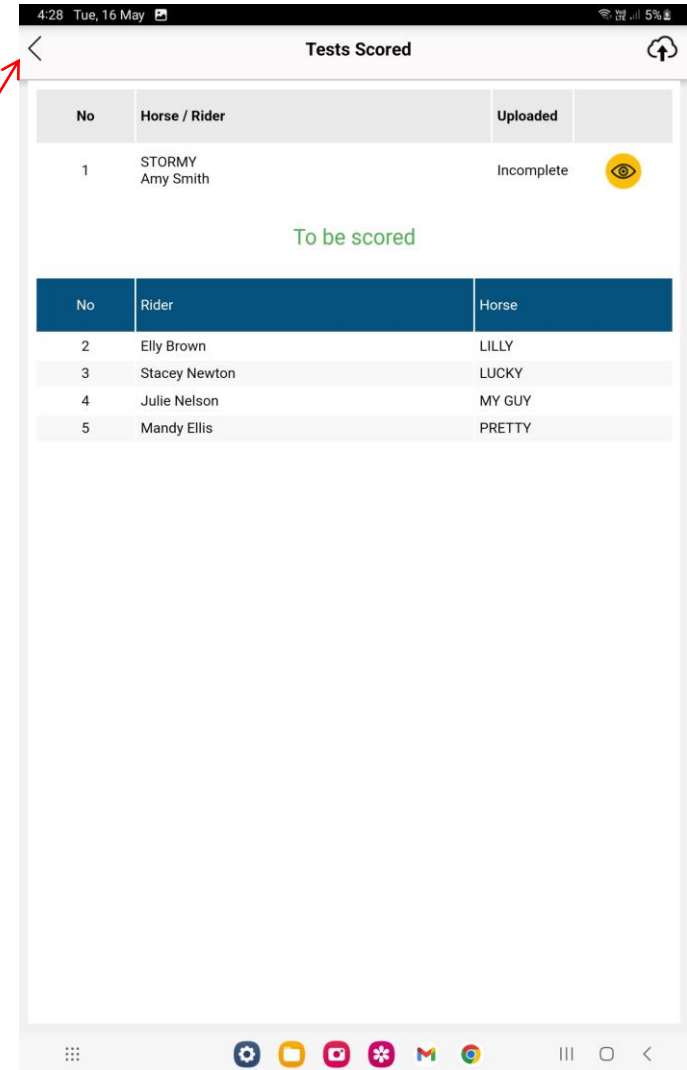 4:28 Tue, 16 May 5%
Tests Scored
No Horse / Rider Uploaded
1 STORMY Incomplete
Amy Smith
To be scored
No Rider Horse
2 Elly Brown LILLY
3 Stacey Newton LUCKY
4 Julie Nelson MY GUY
5 Mandy Ellis PRETTY